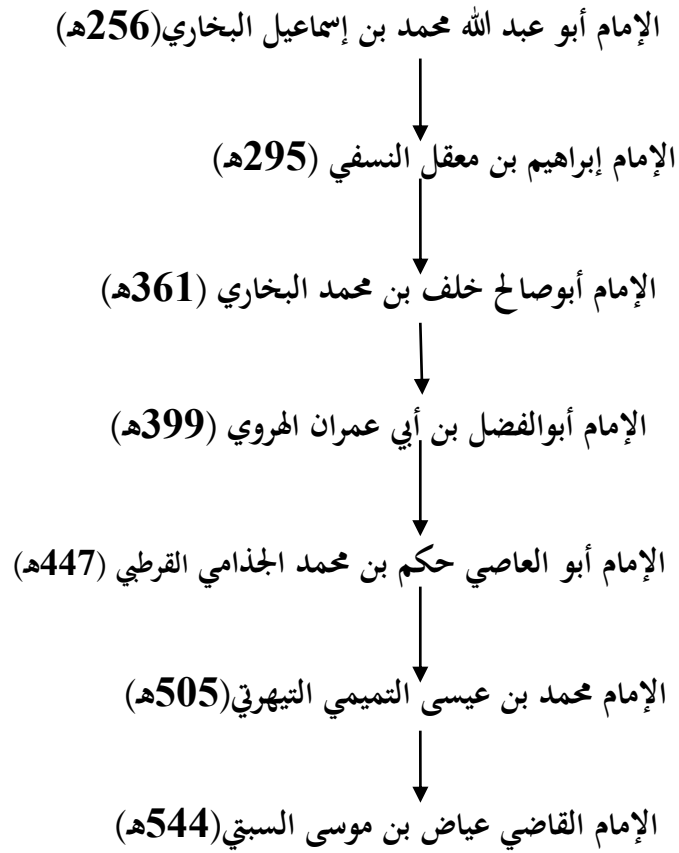 الإمام أبو عبد الله محمد بن إسماعيل البخاري(256هـ)
الإمام إبراهيم بن معقل النسفي (295هـ)
الإمام أبوصالح خلف بن محمد البخاري (361هـ)
الإمام أبوالفضل بن أبي عمران الهروي (399هـ)
الإمام أبو العاصي حكم بن محمد الجذامي القرطبي (447هـ)
الإمام محمد بن عيسى التميمي التيهرتي(505هـ)
الإمام القاضي عياض بن موسى السبتي(544هـ)